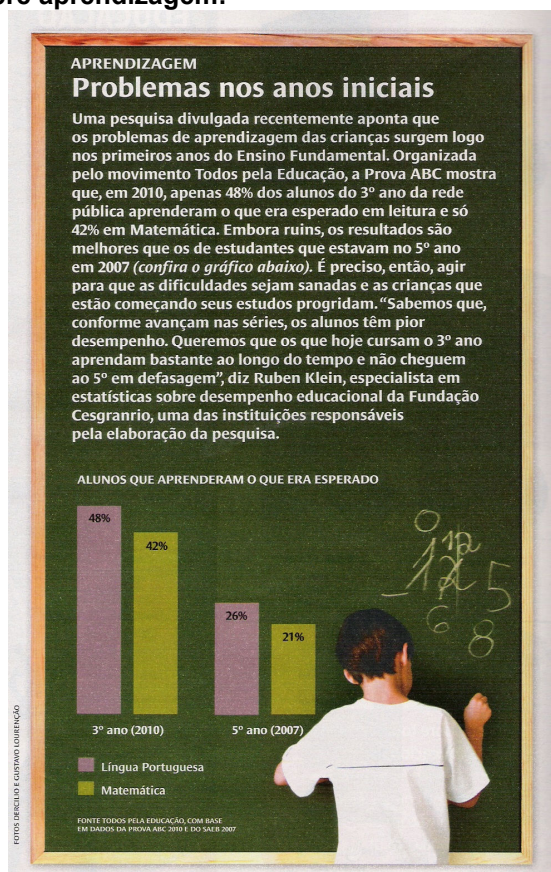 bre aprendizagem:
APRENDIZAGEM
Problemas nos anos iniciais
Uma pesquisa divulgada recentemente aponta que
os problemas de aprendizagem das crianças surgem logo
nos primeiros anos do Ensino Fundamental. Organizada
pelo movimento Todos pela Educação, a Prova ABC mostra
que, em 2010, apenas 48% dos alunos do 3º ano da rede
pública aprenderam o que era esperado em leitura e só
42% em Matemática. Embora ruins, os resultados são
melhores que os de estudantes que estavam no 5º ano
em 2007 (confira o gráfico abaixo). É preciso, então, agir
para que as dificuldades sejam sanadas e as crianças que
estão começando seus estudos progridam. “Sabemos que,
conforme avançam nas séries, os alunos têm pior
desempenho. Queremos que os que hoje cursam o 3º ano
aprendam bastante ao longo do tempo e não cheguem
ao 5º em defasagem”, diz Ruben Klein, especialista em
estatísticas sobre desempenho educacional da Fundação
Cesgranrio, uma das instituições responsáveis
pela elaboração da pesquisa.
ALUNOS QUE APRENDERAM O QUE ERA ESPERADO
48%
42%
26%
21%
3º ano (2010)
5º ano (2007)
Língua Portuguesa
Matemática
FONTE TODOS PELA EDUCAÇÃO, COM BASE
EM DADOS DA PROVA ABC 2010 E DO SAEB 2007
5
6
8
FOTOS DERCILIO E GUSTAVO LOURENÇÃO